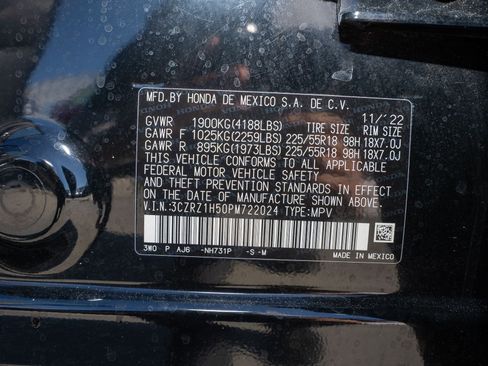 MFD.BY HONDA DE MEXICO S.A. DE C.V.
11/'22
GVWR 1900KG(4188LBS) TIRE SIZE RIM SIZE
GAWR F 1025KG(2259LBS) 225/55R18 98H 18X7.0J
GAWR R 895KG(1973LBS) 225/55R18 98H 18X7.0J
THIS VEHICLE CONFORMS TO ALL APPLICABLE
FEDERAL MOTOR VEHICLE SAFETY
AND THEFT PREVENTION STANDARDS IN EFFECT
ON THE DATE OF MANUFACTURE SHOWN ABOVE.
V.I.N.:3CZRZ1H50PM722024 TYPE:MPV
3W0 P AJ6 -NH731P -S -M
MADE IN MEXICO